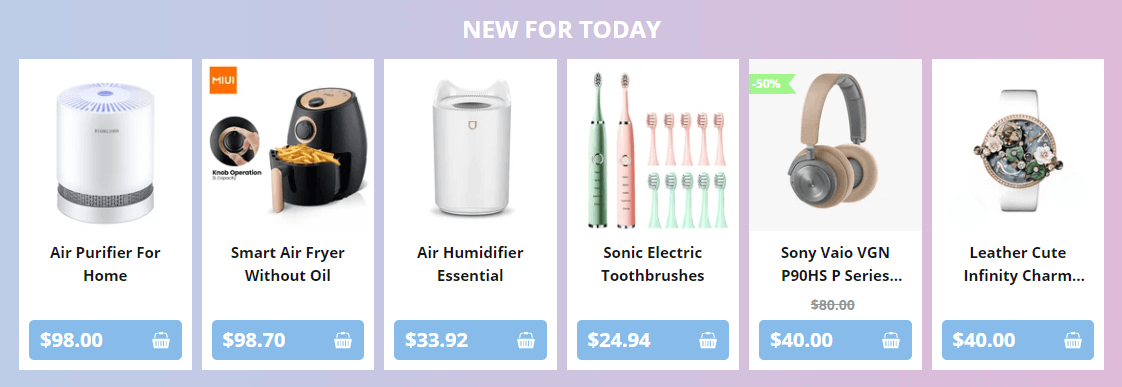 NEW FOR TODAY
MIUI
Knob Operation
Air Purifier For
Home
$98.00
Smart Air Fryer
Without Oil
$98.70
Air Humidifier
Essential
$33.92
Sonic Electric
Toothbrushes
$24.94
-50%
Sony Vaio VGN
P90HS P Series...
$80.00
$40.00
Leather Cute
Infinity Charm...
$40.00